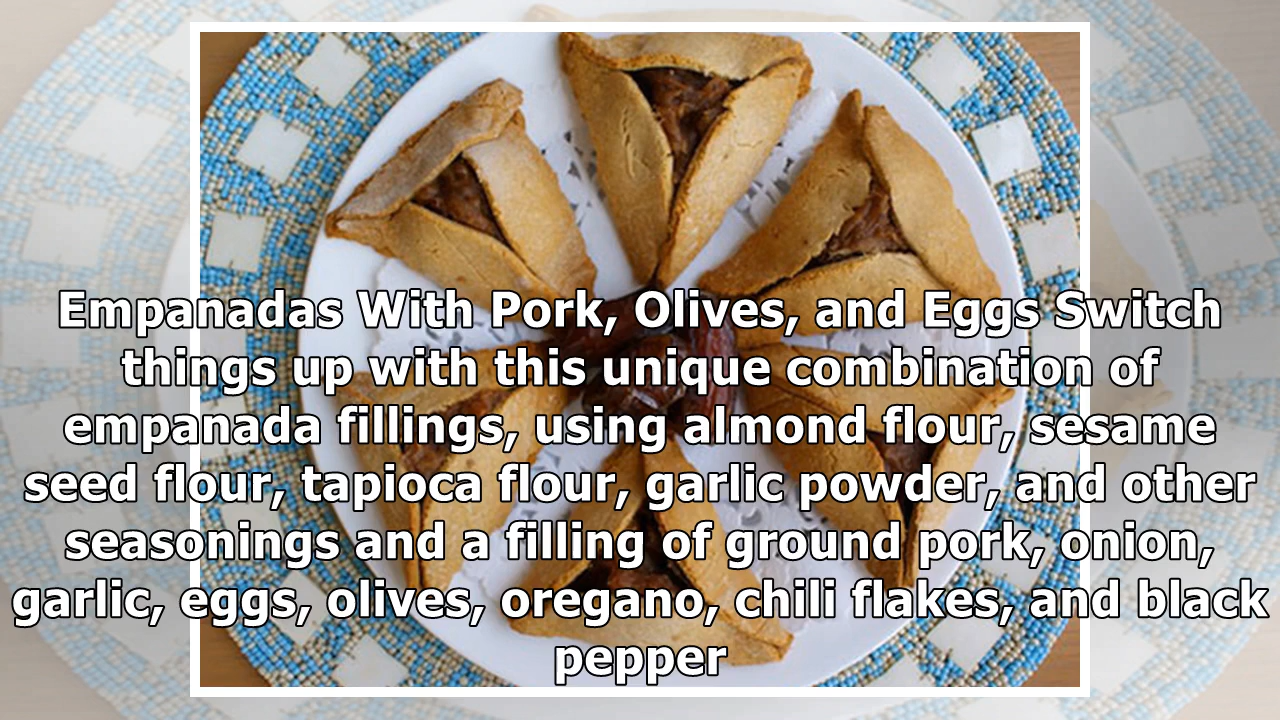 Empanadas With Pork, Olives, and Eggs Switch
things up with this unique combination of
empanada fillings, using almond flour, sesame
seed flour, tapioca flour, garlic powder, and other
seasonings and a filling of ground pork, onion,
garlic, eggs, olives, oregano, chili flakes, and black
pepper